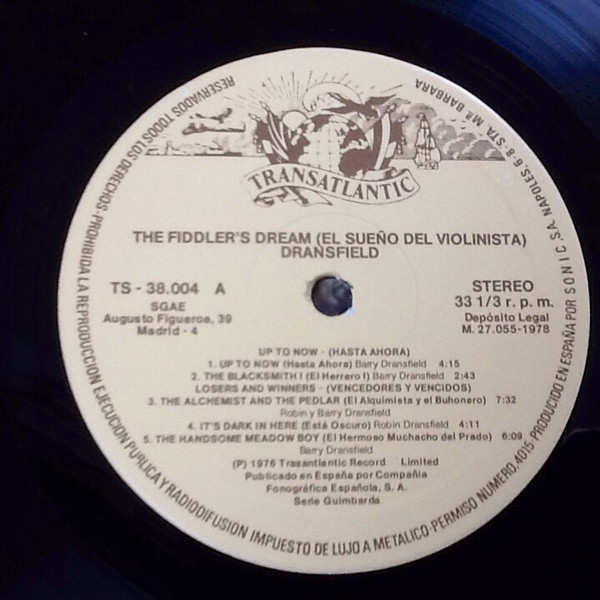 TRANSATLANTIC
THE FIDDLER'S DREAM (EL SUEÑO DEL VIOLINISTA)
DRANSFIELD
TS - 38.004 A
SGAE
Augusto Figueroa, 39
Madrid - 4
STEREO
33 1/3 r. p. m.
Depósito Legal
M. 27.055-1978
UP TO NOW - (HASTA AHORA)
1. UP TO NOW (Hasta Ahora) Barry Dransfield 4:15
2. THE BLACKSMITH I (El Herrero I) Barry Dransfield 2:43
LOSERS AND WINNERS - (VENCEDORES Y VENCIDOS)
3. THE ALCHEMIST AND THE PEDLAR (El Alquimista y el Buhonero) 7:32
Robin y Barry Dransfield
4. IT'S DARK IN HERE (Está Oscuro) Robin Dransfield 4:11
5. THE HANDSOME MEADOW BOY (El Hermoso Muchacho del Prado) 6:09
Barry Dransfield
(P) 1976 Trasantlantic Record Limited
Publicado en España por Compañia
Fonográfica Española, S. A.
Serie Guimbarda
RESERVADOS TODOS LOS DERECHOS-PROHIBIDA LA REPRODUCCION EJECUCION PUBLICA Y RADIODIFUSION IMPUESTO DE LUJO A METALICO-PERMISO NUMERO 4015-PRODUCIDO EN ESPAÑA POR SONIC, S.A. NAPOLES, 6-8-STA. Mª BARBARA